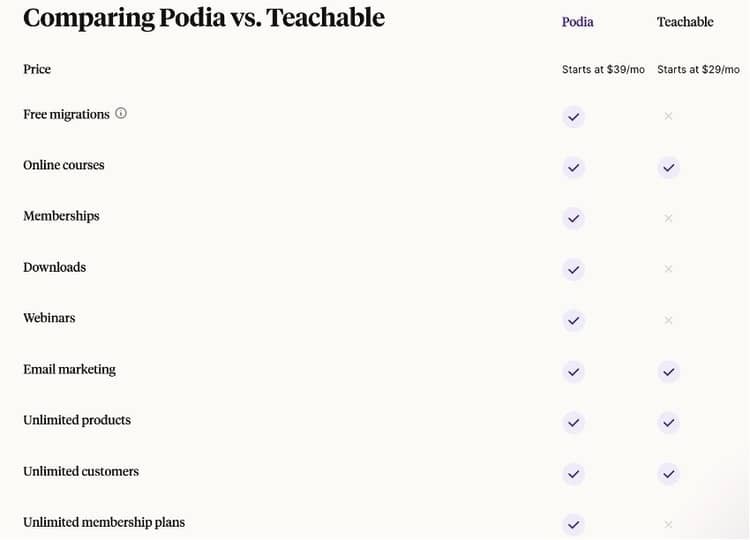 Comparing Podia vs. Teachable
Podia Teachable
Price Starts at $39/mo Starts at $29/mo
Free migrations
Online courses
Memberships
Downloads
Webinars
Email marketing
Unlimited products
Unlimited customers
Unlimited membership plans